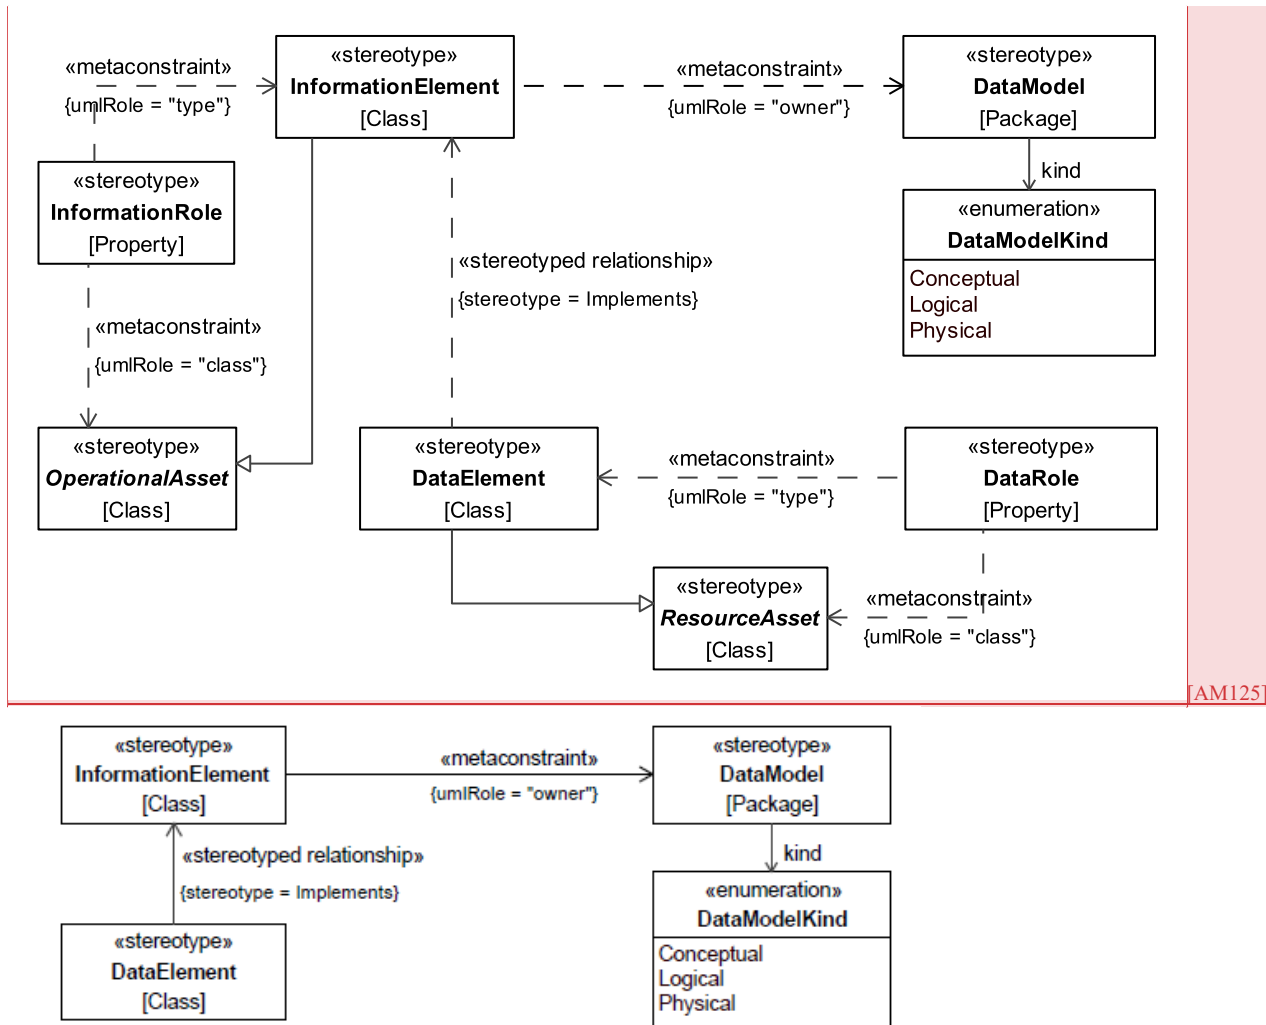 «metaconstraint»
{umlRole = "type"}
«stereotype»
InformationElement
[Class]
«metaconstraint»
{umlRole = "owner"}
«stereotype»
DataModel
[Package]
kind
«stereotype»
InformationRole
[Property]
«enumeration»
DataModelKind
Conceptual
Logical
Physical
«stereotyped relationship»
{stereotype = Implements}
«metaconstraint»
{umlRole = "class"}
«stereotype»
OperationalAsset
[Class]
«stereotype»
DataElement
[Class]
«metaconstraint»
{umlRole = "type"}
«stereotype»
DataRole
[Property]
«stereotype»
ResourceAsset
[Class]
«metaconstraint»
{umlRole = "class"}
[AM125]
«stereotype»
InformationElement
[Class]
«metaconstraint»
{umlRole = "owner"}
«stereotype»
DataModel
[Package]
«stereotyped relationship»
{stereotype = Implements}
kind
«enumeration»
DataModelKind
Conceptual
Logical
Physical
«stereotype»
DataElement
[Class]